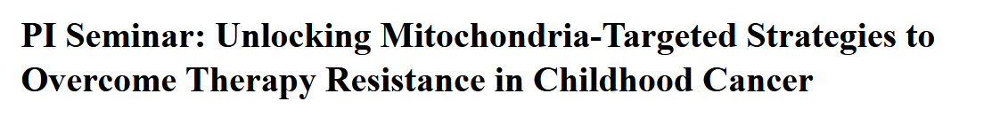 PI Seminar: Unlocking Mitochondria-Targeted Strategies to
Overcome Therapy Resistance in Childhood Cancer